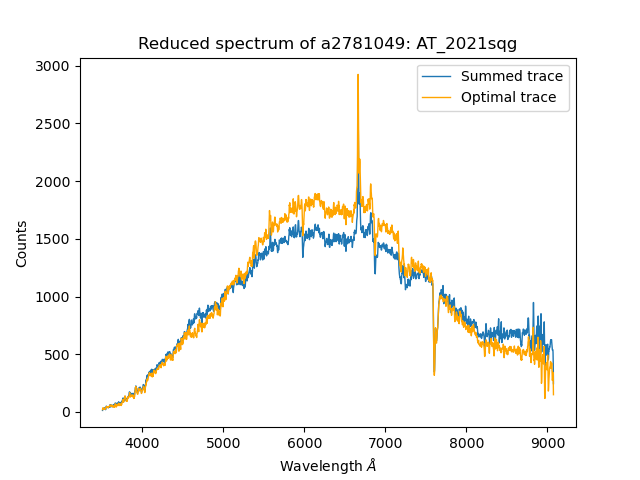 Reduced spectrum of a2781049: AT_2021sqg
Summed trace
Optimal trace
3000
2500
2000
1500
1000
500
0
Counts
4000 5000 6000 7000 8000 9000
Wavelength Å